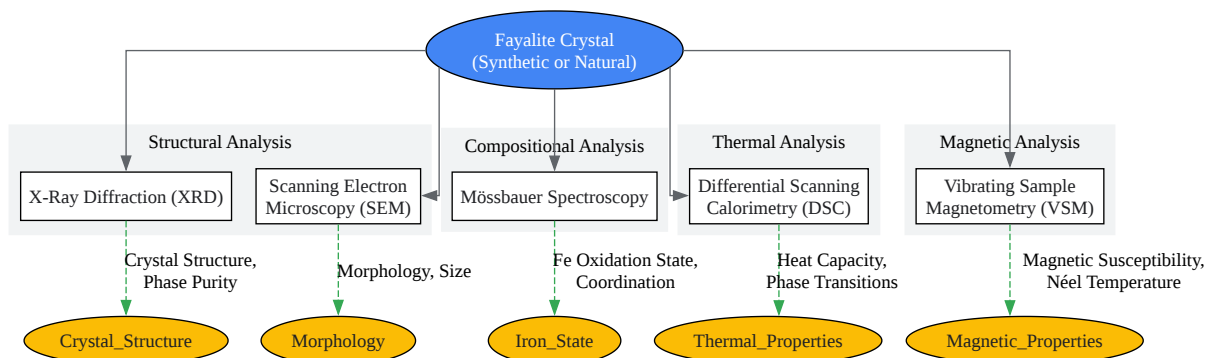 Fayalite Crystal
(Synthetic or Natural)
Structural Analysis
Compositional Analysis
Thermal Analysis
Magnetic Analysis
X-Ray Diffraction (XRD)
Scanning Electron
Microscopy (SEM)
Mössbauer Spectroscopy
Differential Scanning
Calorimetry (DSC)
Vibrating Sample
Magnetometry (VSM)
Crystal Structure,
Phase Purity
Morphology, Size
Fe Oxidation State,
Coordination
Heat Capacity,
Phase Transitions
Magnetic Susceptibility,
Néel Temperature
Crystal_Structure
Morphology
Iron_State
Thermal_Properties
Magnetic_Properties